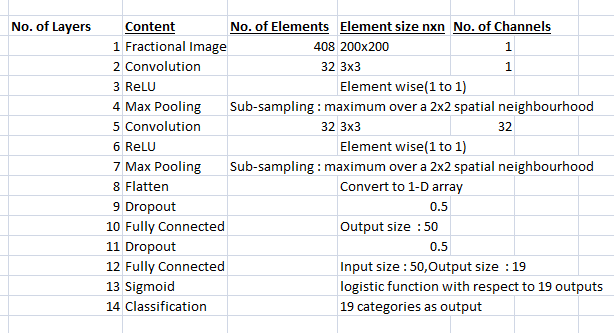 No. of Layers Content No. of Elements Element size nxn No. of Channels
1 Fractional Image 408 200x200 1
2 Convolution 32 3x3 1
3 ReLU Element wise(1 to 1)
4 Max Pooling Sub-sampling : maximum over a 2x2 spatial neighbourhood
5 Convolution 32 3x3 32
6 ReLU Element wise(1 to 1)
7 Max Pooling Sub-sampling : maximum over a 2x2 spatial neighbourhood
8 Flatten Convert to 1-D array
9 Dropout 0.5
10 Fully Connected Output size : 50
11 Dropout 0.5
12 Fully Connected Input size : 50,Output size : 19
13 Sigmoid logistic function with respect to 19 outputs
14 Classification 19 categories as output